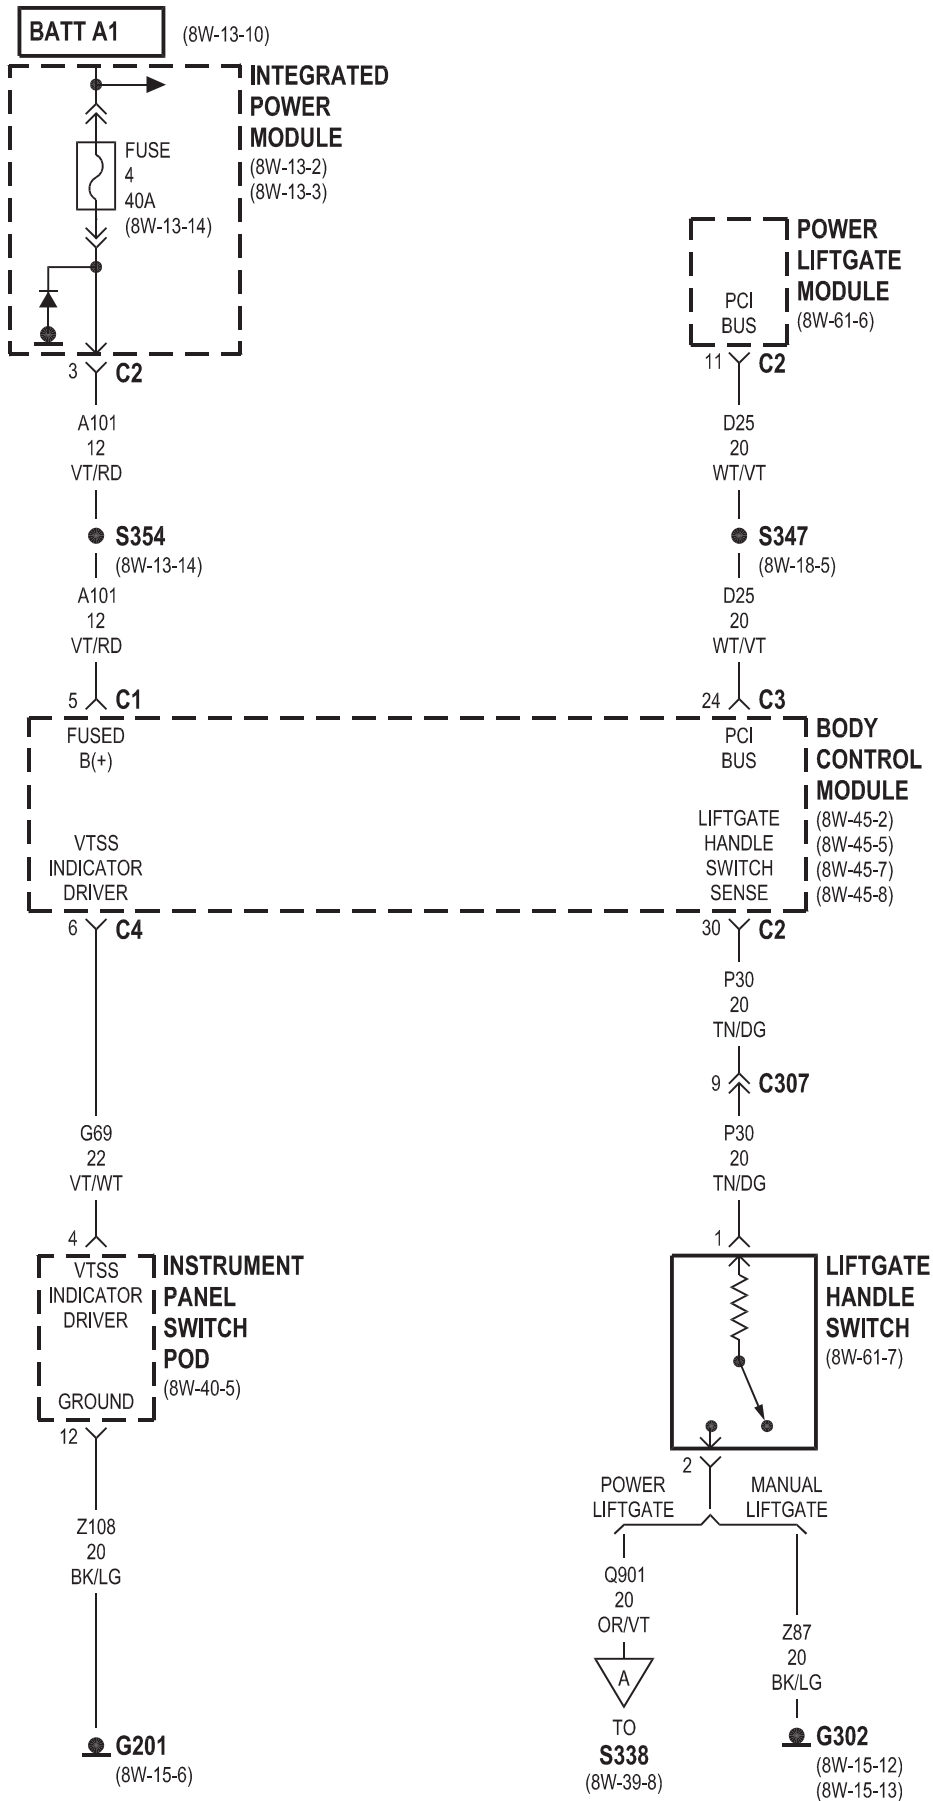 BATT A1
(8W-13-10)
INTEGRATED
POWER
MODULE
(8W-13-2)
(8W-13-3)
FUSE
4
40A
(8W-13-14)
3
C2
A101
12
VT/RD
S354
(8W-13-14)
A101
12
VT/RD
5
C1
POWER
LIFTGATE
MODULE
(8W-61-6)
PCI
BUS
11
C2
D25
20
WT/VT
S347
(8W-18-5)
D25
20
WT/VT
24
C3
FUSED
B(+)
PCI
BUS
BODY
CONTROL
MODULE
(8W-45-2)
(8W-45-5)
(8W-45-7)
(8W-45-8)
VTSS
INDICATOR
DRIVER
LIFTGATE
HANDLE
SWITCH
SENSE
6
C4
G69
22
VT/WT
4
VTSS
INDICATOR
DRIVER
GROUND
INSTRUMENT
PANEL
SWITCH
POD
(8W-40-5)
12
Z108
20
BK/LG
G201
(8W-15-6)
30
C2
P30
20
TN/DG
9
C307
P30
20
TN/DG
1
LIFTGATE
HANDLE
SWITCH
(8W-61-7)
2
POWER
LIFTGATE
MANUAL
LIFTGATE
Q901
20
OR/VT
A
TO
S338
(8W-39-8)
Z87
20
BK/LG
G302
(8W-15-12)
(8W-15-13)